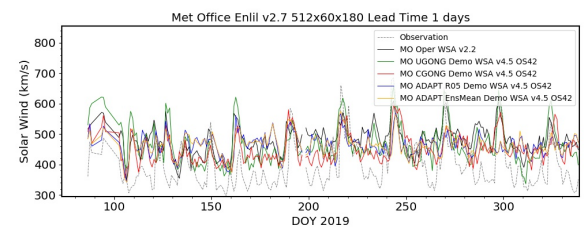 Met Office Enlil v2.7 512x60x180 Lead Time 1 days
Solar Wind (km/s)
800
700
600
500
400
300
Observation
MO Oper WSA v2.2
MO UGONG Demo WSA v4.5 OS42
MO CGONG Demo WSA v4.5 OS42
MO ADAPT R05 Demo WSA v4.5 OS42
MO ADAPT EnsMean Demo WSA v4.5 OS42
100
150
200
250
300
DOY 2019